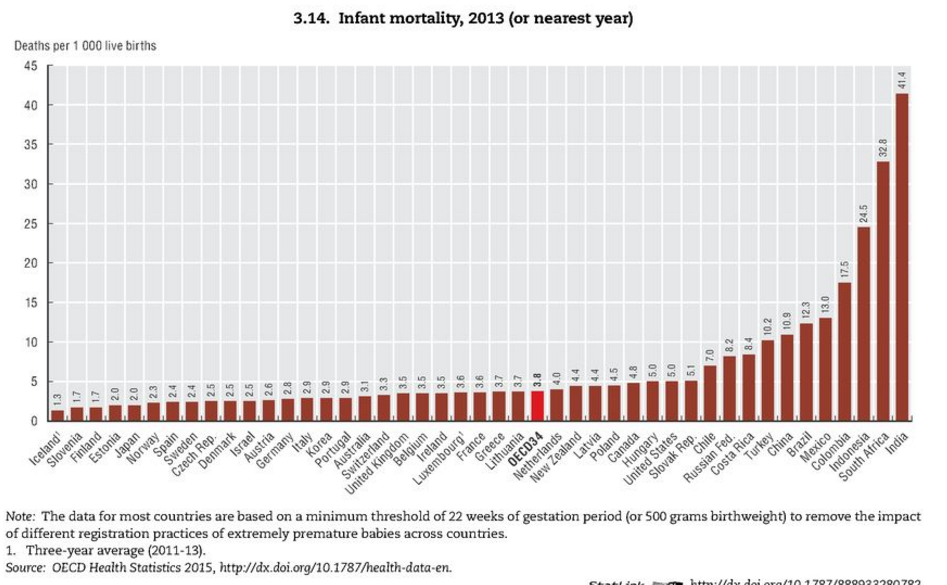 3.14. Infant mortality, 2013 (or nearest year)
Deaths per 1 000 live births
45
40
35
30
25
20
15
10
5
0
1.3
1.7
1.7
2.0
2.0
2.3
2.4
2.4
2.5
2.5
2.5
2.6
2.8
2.9
2.9
2.9
3.1
3.3
3.5
3.5
3.5
3.6
3.6
3.7
3.7
3.8
4.0
4.4
4.4
4.5
4.8
5.0
5.0
5.1
7.0
8.2
8.4
10.2
10.9
12.3
13.0
17.5
24.5
32.8
41.4
Iceland¹
Slovenia
Finland
Estonia
Japan
Norway
Spain
Sweden
Czech Rep.
Denmark
Israel
Austria
Germany
Italy
Korea
Portugal
Australia
Switzerland
United Kingdom
Belgium
Ireland
Luxembourg¹
France
Greece
Lithuania
OECD34
Netherlands
New Zealand
Latvia
Poland
Canada
Hungary
United States
Slovak Rep.
Chile
Russian Fed.
Costa Rica
Turkey
China
Brazil
Mexico
Colombia
Indonesia
South Africa
India
Note: The data for most countries are based on a minimum threshold of 22 weeks of gestation period (or 500 grams birthweight) to remove the impact
of different registration practices of extremely premature babies across countries.
1. Three-year average (2011-13).
Source: OECD Health Statistics 2015, http://dx.doi.org/10.1787/health-data-en.
StatLink http://dx.doi.org/10.1787/888933280782